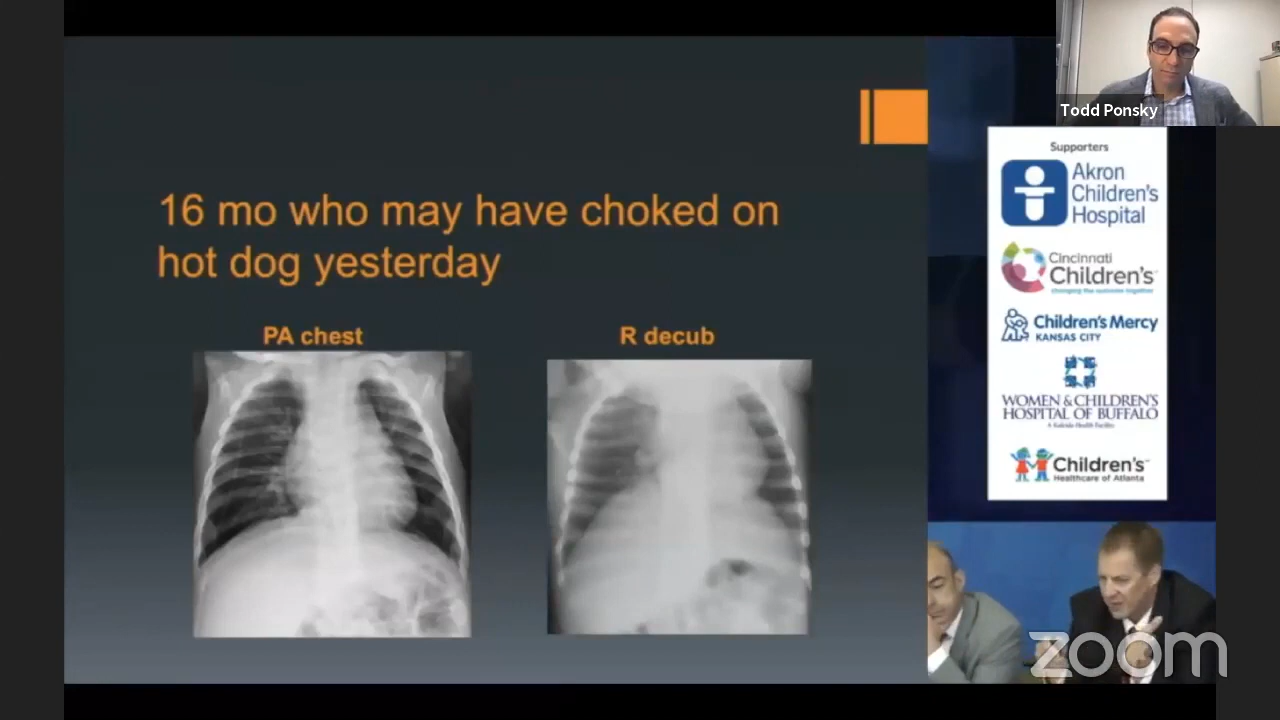 Todd Ponsky
16 mo who may have choked on
hot dog yesterday
PA chest
R decub
Supporters
Akron
Children's
Hospital
Cincinnati
Children's
changing the outcome together
Children's Mercy
KANSAS CITY
WOMEN & CHILDREN'S
HOSPITAL OF BUFFALO
A Kaleida Health Facility
Children's
Healthcare of Atlanta
zoom